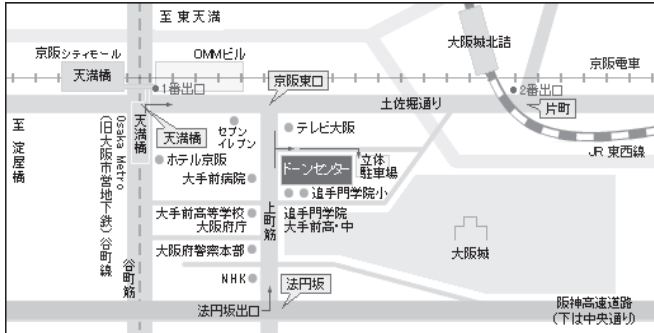 至 東天満
京阪シティモール
OMMビル
大阪城北詰
天満橋
京阪東口
京阪電車
1番出口
2番出口
土佐堀通り
片町
至 淀屋橋
天満橋
天満橋
セブン
イレブン
テレビ大阪
JR 東西線
Osaka Metro
(旧大阪市営地下鉄)谷町線
ホテル京阪
ドーンセンター
立体
駐車場
大手前病院
追手門学院小
大手前高等学校
大阪府庁
上町筋
追手門学院
大手前高・中
大阪城
大阪府警察本部
谷町筋
NHK
法円坂
法円坂出口
阪神高速道路
(下は中央通り)